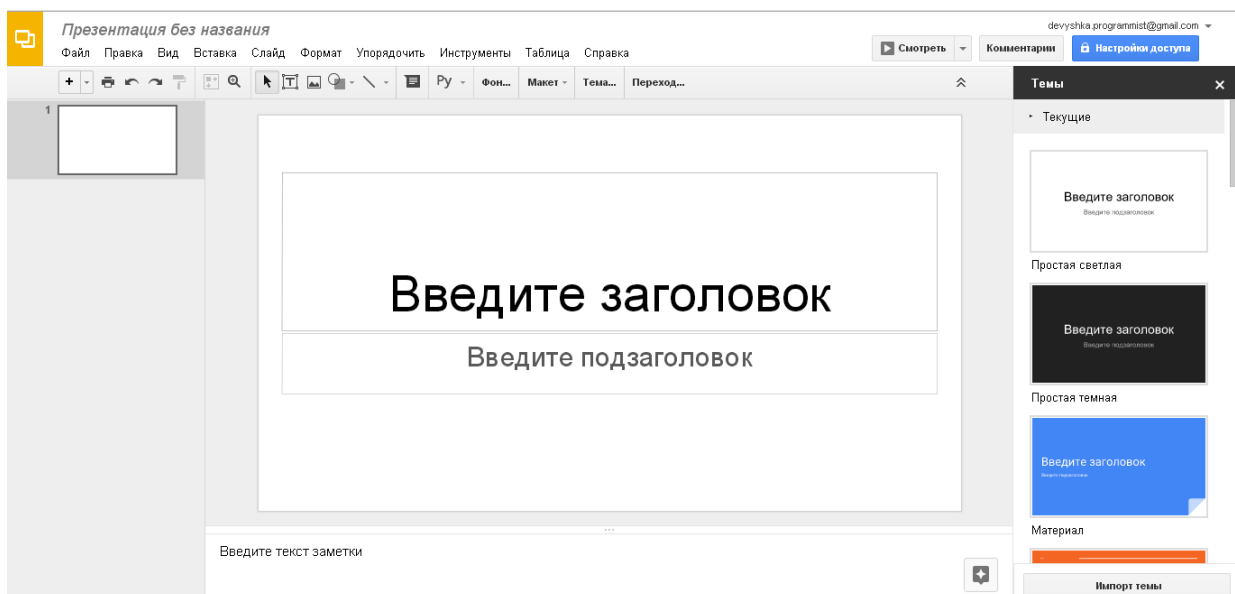 Презентация без названия
devyshka.programmist@gmail.com
Файл Правка Вид Вставка Слайд Формат Упорядочить Инструменты Таблица Справка
Смотреть Комментарии Настройки доступа
Ру Фон... Макет Тема... Переход...
1
Введите заголовок
Введите подзаголовок
Введите текст заметки
Темы
Текущие
Введите заголовок
Введите подзаголовок
Простая светлая
Введите заголовок
Введите подзаголовок
Простая темная
Введите заголовок
Введите подзаголовок
Материал
Импорт темы